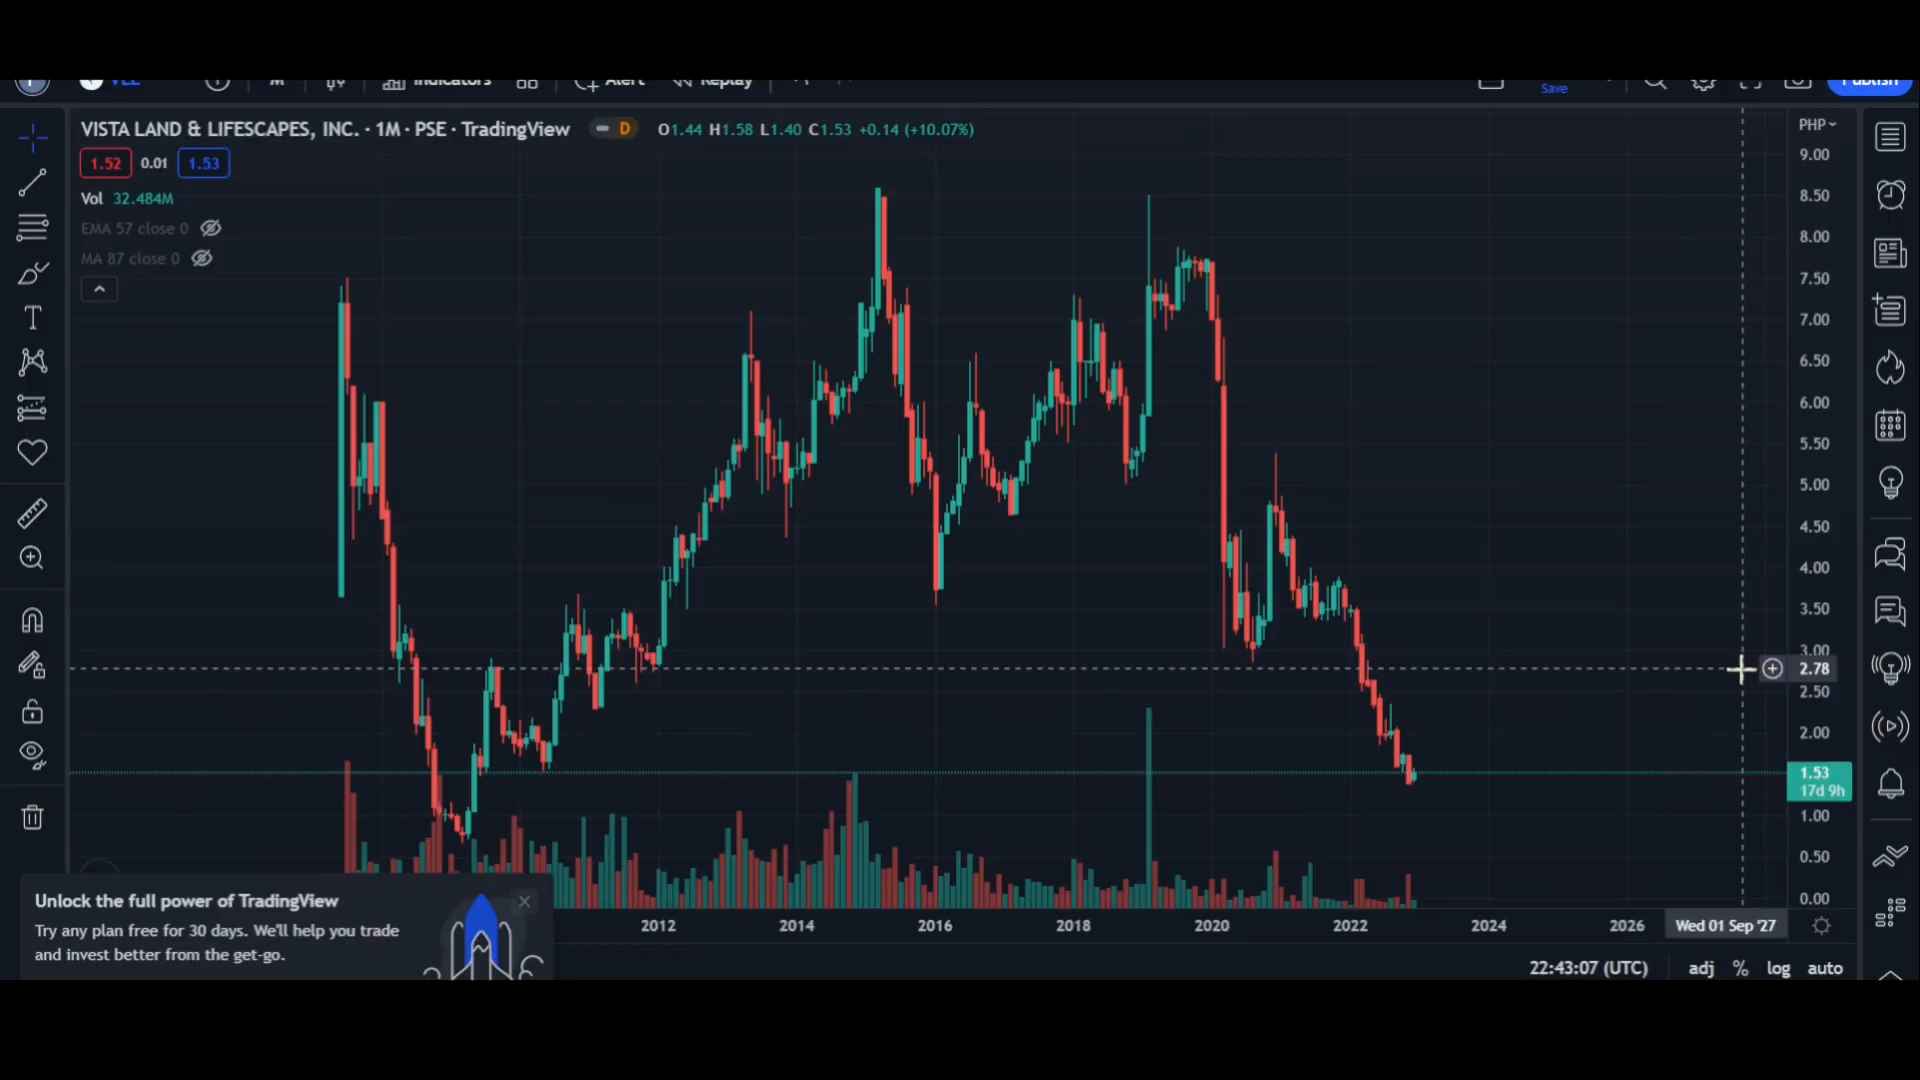 VLL M Indicators Alert Replay Save Publish
VISTA LAND & LIFESCAPES, INC. · 1M · PSE · TradingView D O1.44 H1.58 L1.40 C1.53 +0.14 (+10.07%)
1.52 0.01 1.53
Vol 32.484M
EMA 57 close 0
MA 87 close 0
PHP
9.00
8.50
8.00
7.50
7.00
6.50
6.00
5.50
5.00
4.50
4.00
3.50
3.00
2.78
2.50
2.00
1.53
17d 9h
1.00
0.50
0.00
Unlock the full power of TradingView
Try any plan free for 30 days. We'll help you trade
and invest better from the get-go.
2012 2014 2016 2018 2020 2022 2024 2026 Wed 01 Sep '27
22:43:07 (UTC) adj % log auto